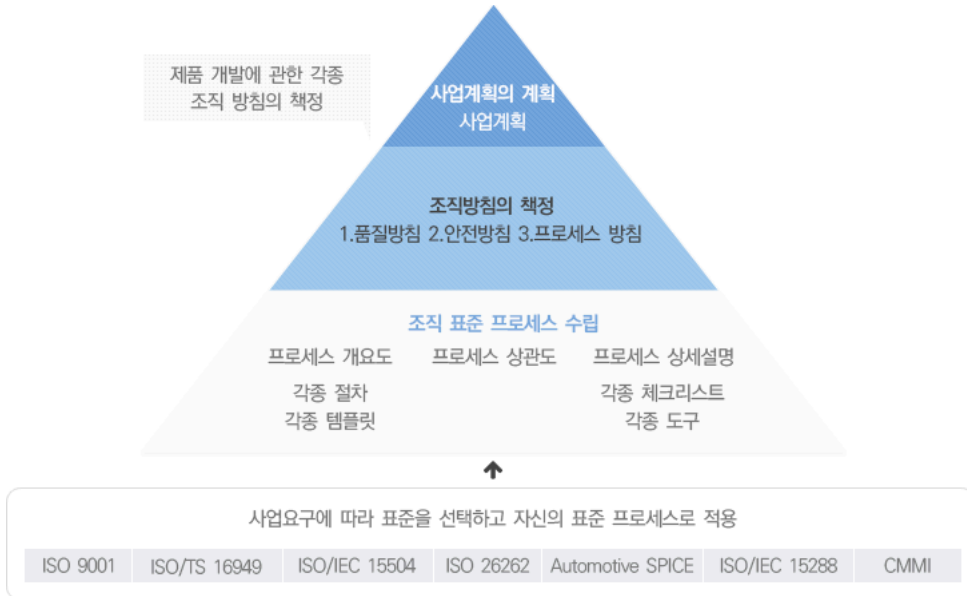 제품 개발에 관한 각종
조직 방침의 책정
사업계획의 계획
사업계획
조직방침의 책정
1.품질방침 2.안전방침 3.프로세스 방침
조직 표준 프로세스 수립
프로세스 개요도 프로세스 상관도 프로세스 상세설명
각종 절차 각종 체크리스트
각종 템플릿 각종 도구
사업요구에 따라 표준을 선택하고 자신의 표준 프로세스로 적용
ISO 9001 ISO/TS 16949 ISO/IEC 15504 ISO 26262 Automotive SPICE ISO/IEC 15288 CMMI